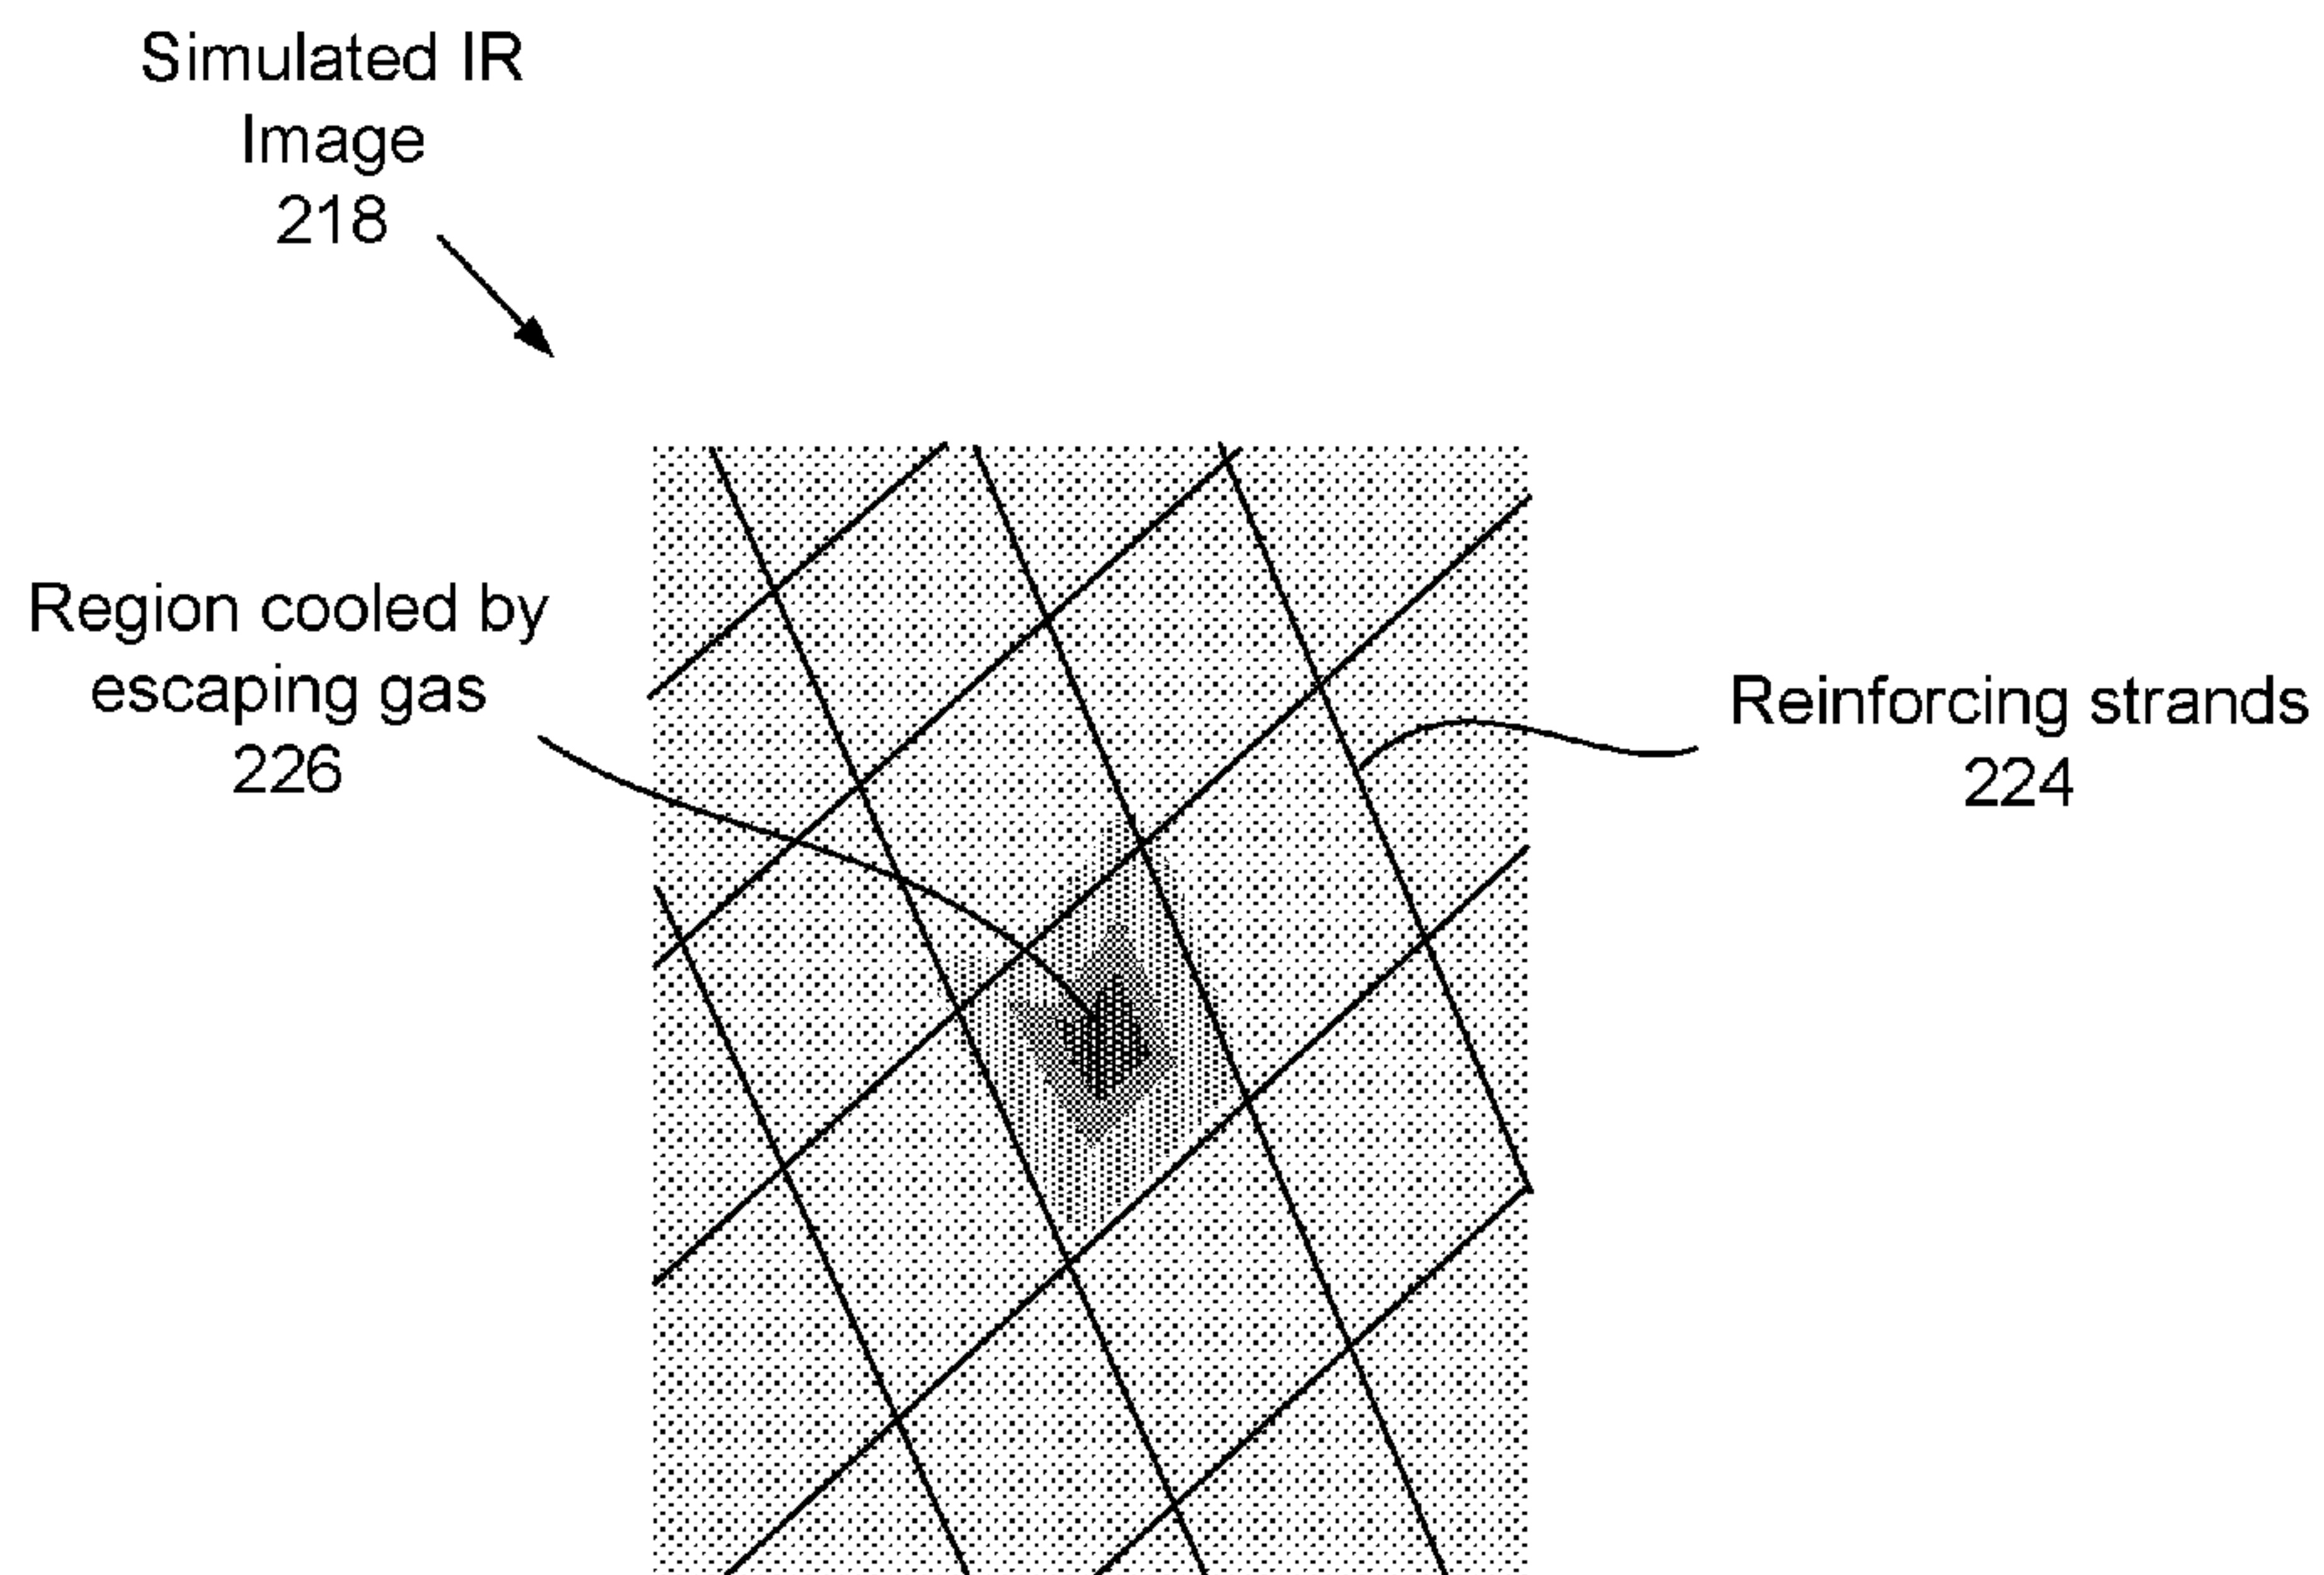 Simulated IR
Image
218
Region cooled by
escaping gas
226
Reinforcing strands
224